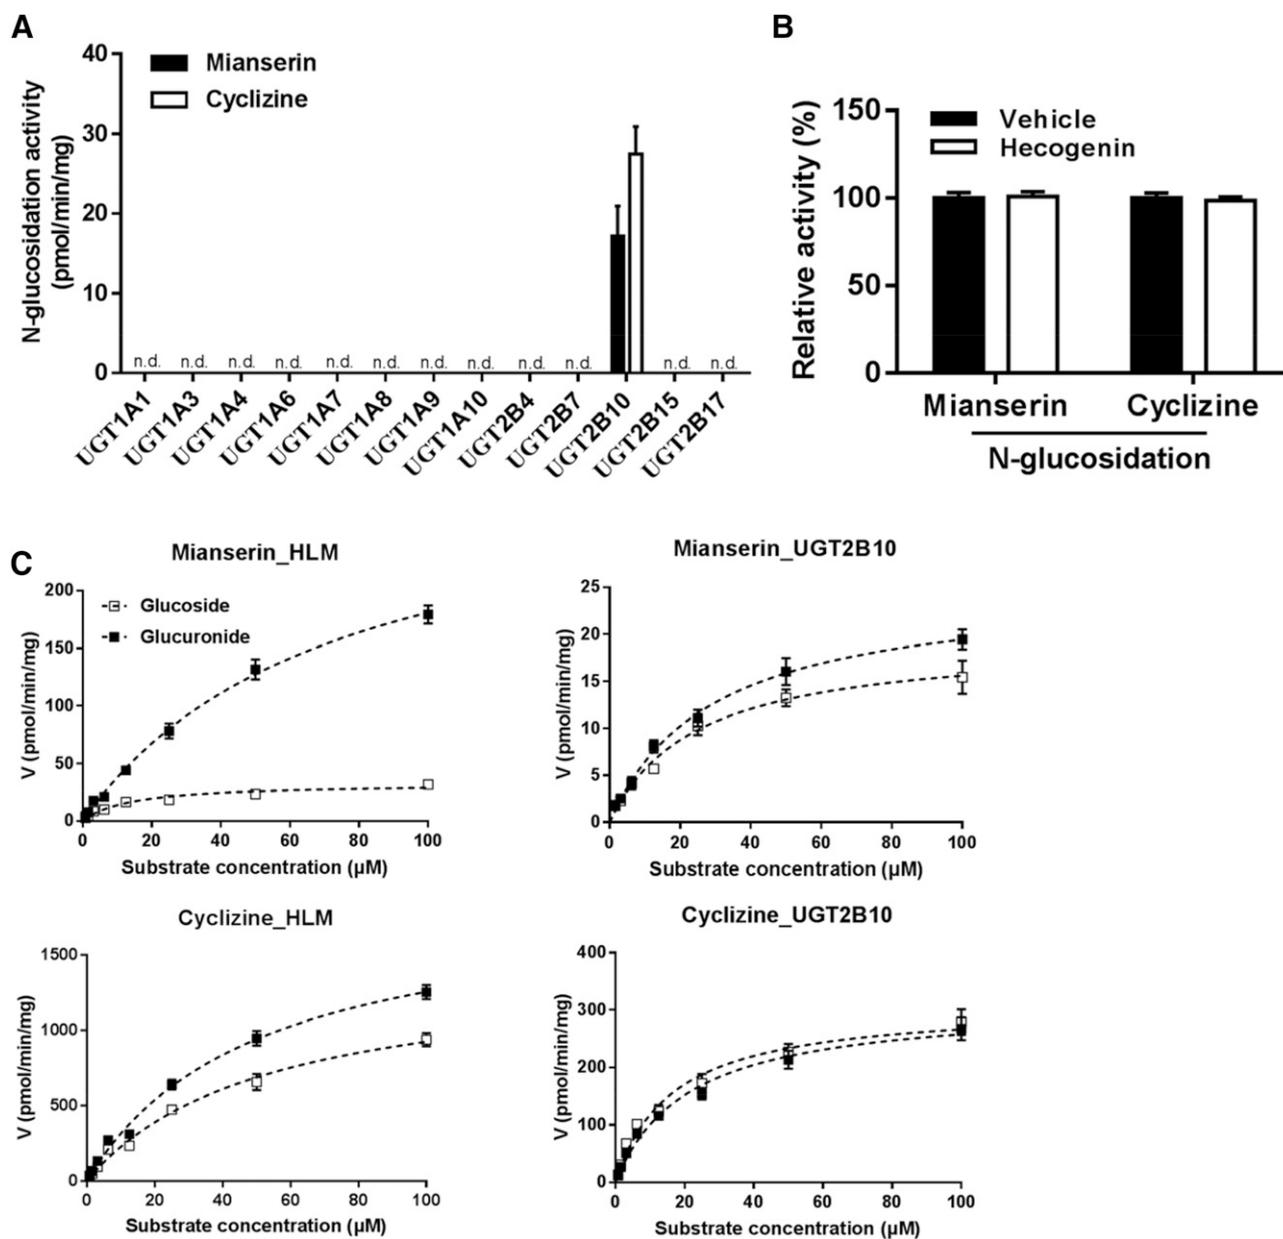 A
N-glucosidation activity
(pmol/min/mg)
40
30
20
10
0
Mianserin
Cyclizine
n.d.
n.d.
n.d.
n.d.
n.d.
n.d.
n.d.
n.d.
n.d.
n.d.
n.d.
n.d.
UGT1A1
UGT1A3
UGT1A4
UGT1A6
UGT1A7
UGT1A8
UGT1A9
UGT1A10
UGT2B4
UGT2B7
UGT2B10
UGT2B15
UGT2B17
B
Relative activity (%)
150
100
50
0
Vehicle
Hecogenin
Mianserin
Cyclizine
N-glucosidation
C
Mianserin_HLM
V (pmol/min/mg)
200
150
100
50
0
Glucoside
Glucuronide
0 20 40 60 80 100
Substrate concentration (μM)
Mianserin_UGT2B10
V (pmol/min/mg)
25
20
15
10
5
0
0 20 40 60 80 100
Substrate concentration (μM)
Cyclizine_HLM
V (pmol/min/mg)
1500
1000
500
0
0 20 40 60 80 100
Substrate concentration (μM)
Cyclizine_UGT2B10
V (pmol/min/mg)
400
300
200
100
0
0 20 40 60 80 100
Substrate concentration (μM)